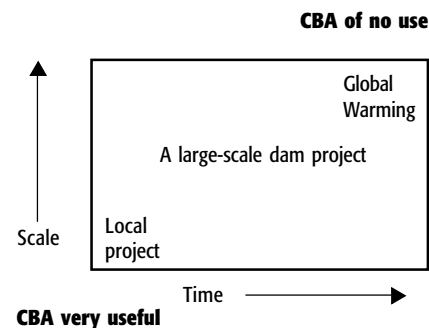 CBA of no use
Global
Warming
A large-scale dam project
Local
project
Scale
Time
CBA very useful